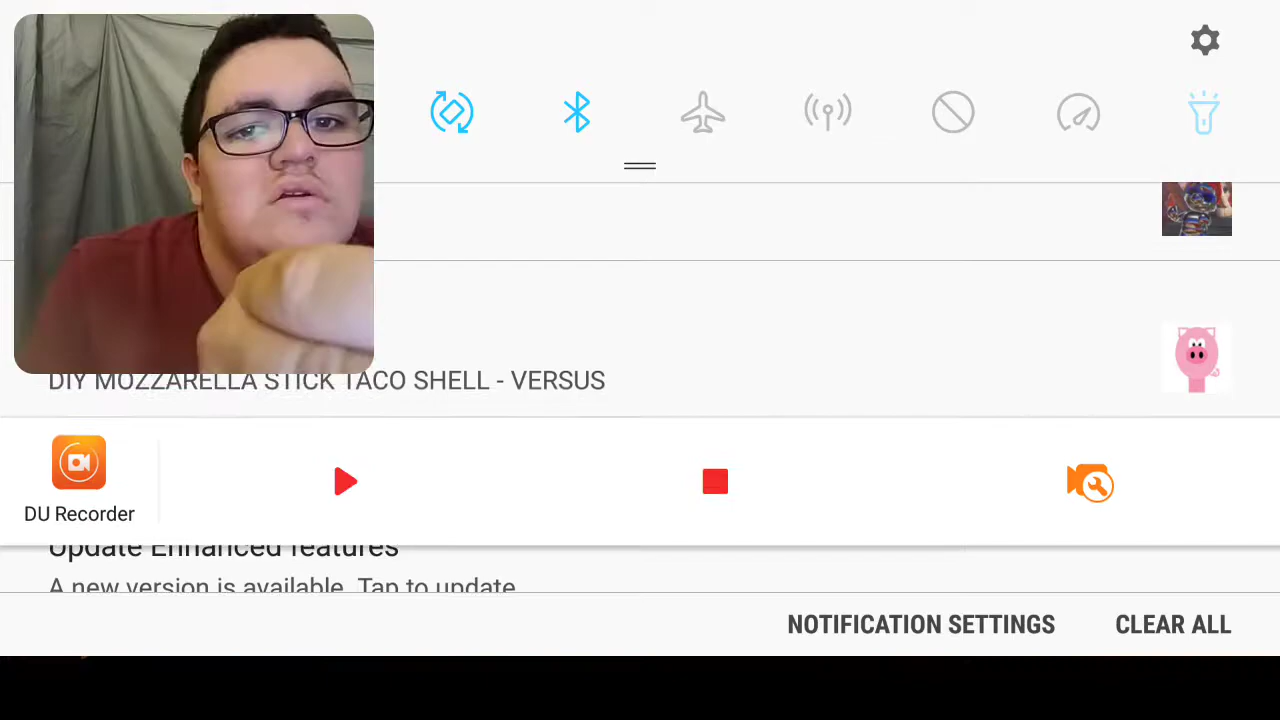 DIY MOZZARELLA STICK TACO SHELL - VERSUS
DU Recorder
Update Enhanced features
A new version is available. Tap to update
NOTIFICATION SETTINGS
CLEAR ALL